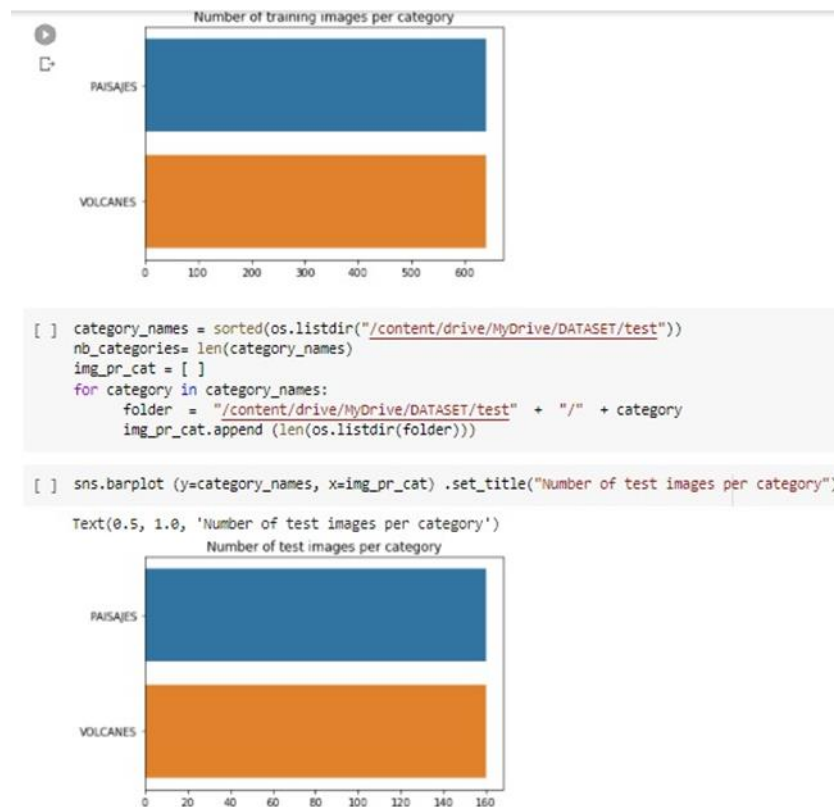 Number of training images per category
PAISAJES
VOLCANES
0 100 200 300 400 500 600
[ ] category_names = sorted(os.listdir("/content/drive/MyDrive/DATASET/test"))
nb_categories= len(category_names)
img_pr_cat = [ ]
for category in category_names:
folder = "/content/drive/MyDrive/DATASET/test" + "/" + category
img_pr_cat.append (len(os.listdir(folder)))
[ ] sns.barplot (y=category_names, x=img_pr_cat) .set_title("Number of test images per category")
Text(0.5, 1.0, 'Number of test images per category')
Number of test images per category
PAISAJES
VOLCANES
0 20 40 60 80 100 120 140 160